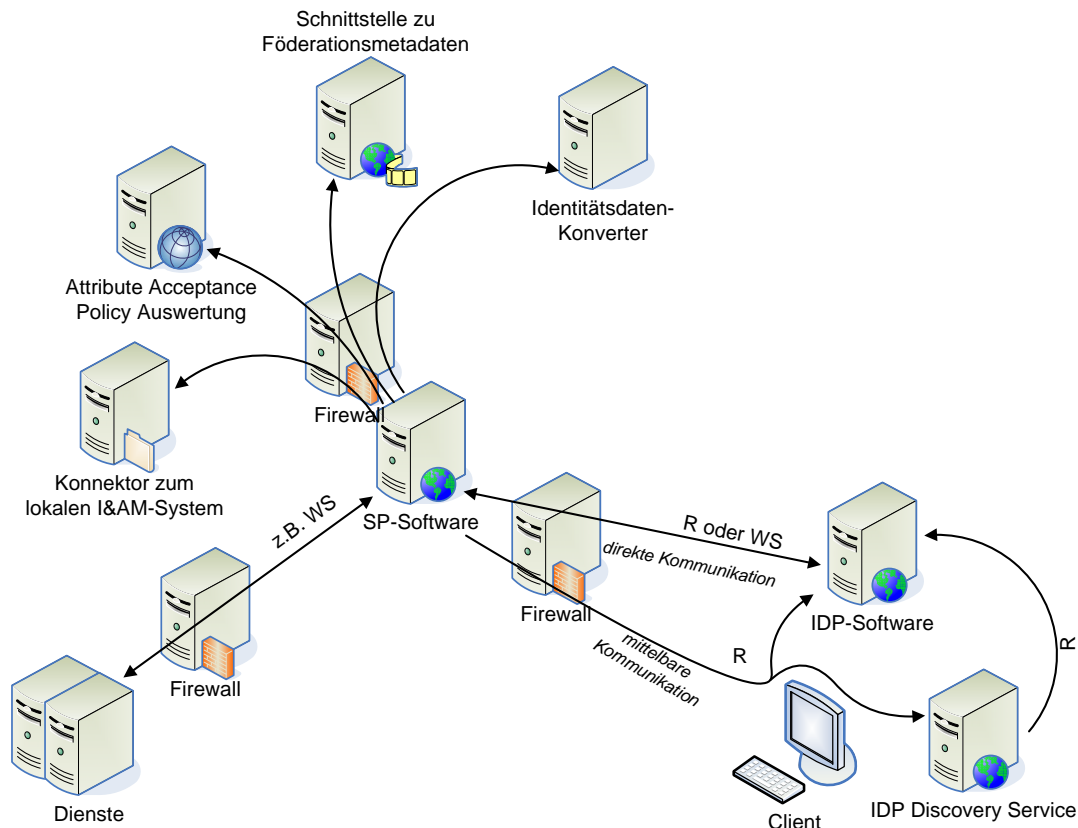 Schnittstelle zu
Föderationsmetadaten
Identitätsdaten-
Konverter
Attribute Acceptance
Policy Auswertung
Firewall
Konnektor zum
lokalen I&AM-System
SP-Software
z.B. WS
R oder WS
direkte Kommunikation
Firewall
IDP-Software
mittelbare
Kommunikation
R
R
Firewall
Dienste
Client
IDP Discovery Service